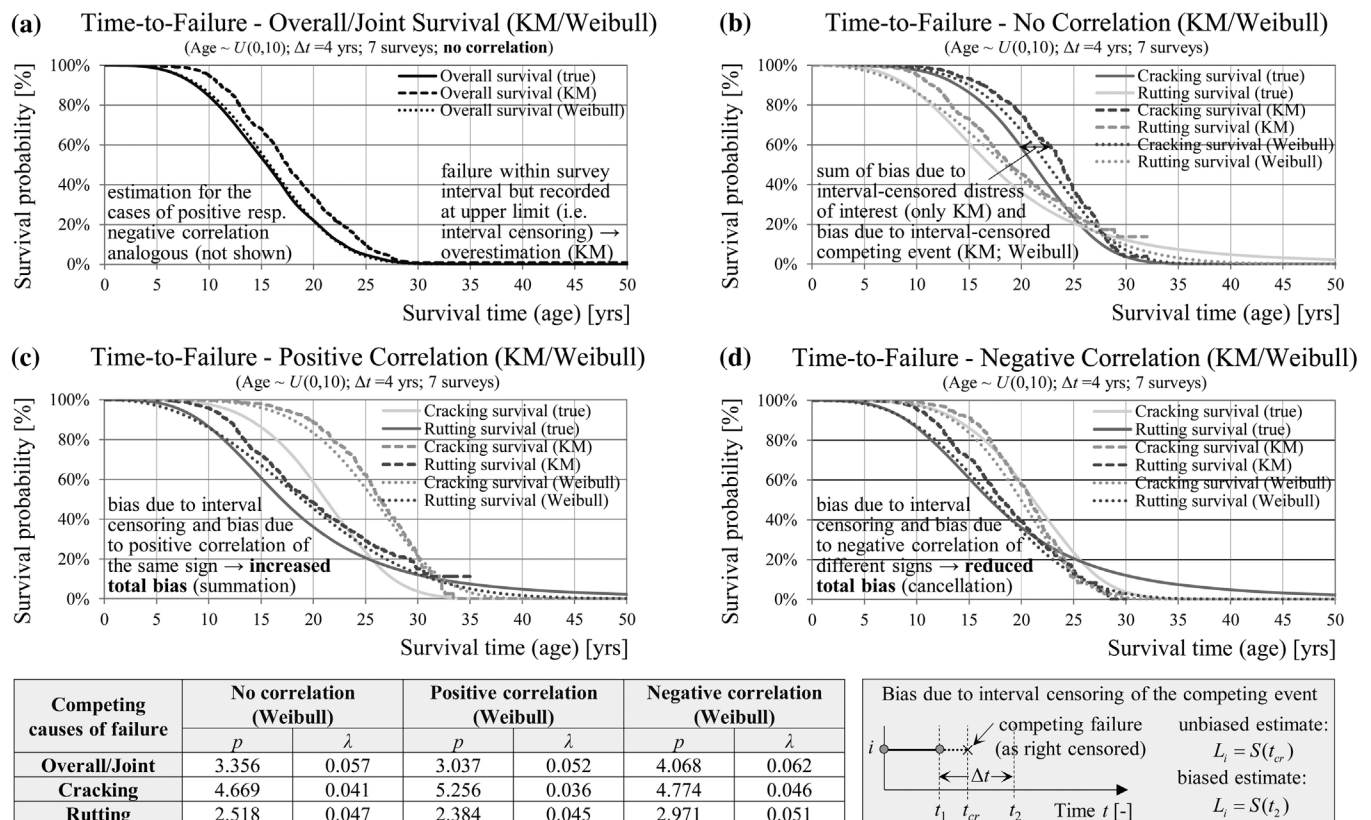 (a) Time-to-Failure - Overall/Joint Survival (KM/Weibull)
(Age ~ U(0,10); Δt =4 yrs; 7 surveys; no correlation)
Survival probability [%]
100%
80%
60%
40%
20%
0%
Overall survival (true)
Overall survival (KM)
Overall survival (Weibull)
estimation for the
cases of positive resp.
negative correlation
analogous (not shown)
failure within survey
interval but recorded
at upper limit (i.e.
interval censoring) →
overestimation (KM)
0 5 10 15 20 25 30 35 40 45 50
Survival time (age) [yrs]
(b) Time-to-Failure - No Correlation (KM/Weibull)
(Age ~ U(0,10); Δt =4 yrs; 7 surveys)
Survival probability [%]
100%
80%
60%
40%
20%
0%
Cracking survival (true)
Rutting survival (true)
Cracking survival (KM)
Rutting survival (KM)
Cracking survival (Weibull)
Rutting survival (Weibull)
sum of bias due to
interval-censored distress
of interest (only KM) and
bias due to interval-censored
competing event (KM; Weibull)
0 5 10 15 20 25 30 35 40 45 50
Survival time (age) [yrs]
(c) Time-to-Failure - Positive Correlation (KM/Weibull)
(Age ~ U(0,10); Δt =4 yrs; 7 surveys)
Survival probability [%]
100%
80%
60%
40%
20%
0%
Cracking survival (true)
Rutting survival (true)
Cracking survival (KM)
Rutting survival (KM)
Cracking survival (Weibull)
Rutting survival (Weibull)
bias due to interval
censoring and bias due
to positive correlation of
the same sign → increased
total bias (summation)
0 5 10 15 20 25 30 35 40 45 50
Survival time (age) [yrs]
(d) Time-to-Failure - Negative Correlation (KM/Weibull)
(Age ~ U(0,10); Δt =4 yrs; 7 surveys)
Survival probability [%]
100%
80%
60%
40%
20%
0%
Cracking survival (true)
Rutting survival (true)
Cracking survival (KM)
Rutting survival (KM)
Cracking survival (Weibull)
Rutting survival (Weibull)
bias due to interval
censoring and bias due
to negative correlation of
different signs → reduced
total bias (cancellation)
0 5 10 15 20 25 30 35 40 45 50
Survival time (age) [yrs]
Competing causes of failure
No correlation (Weibull) Positive correlation (Weibull) Negative correlation (Weibull)
p λ p λ p λ
Overall/Joint 3.356 0.057 3.037 0.052 4.068 0.062
Cracking 4.669 0.041 5.256 0.036 4.774 0.046
Rutting 2.518 0.047 2.384 0.045 2.971 0.051
Bias due to interval censoring of the competing event
competing failure
(as right censored)
i
Δt
t1 tcr t2 Time t [-]
unbiased estimate:
Li = S(tcr)
biased estimate:
Li = S(t2)